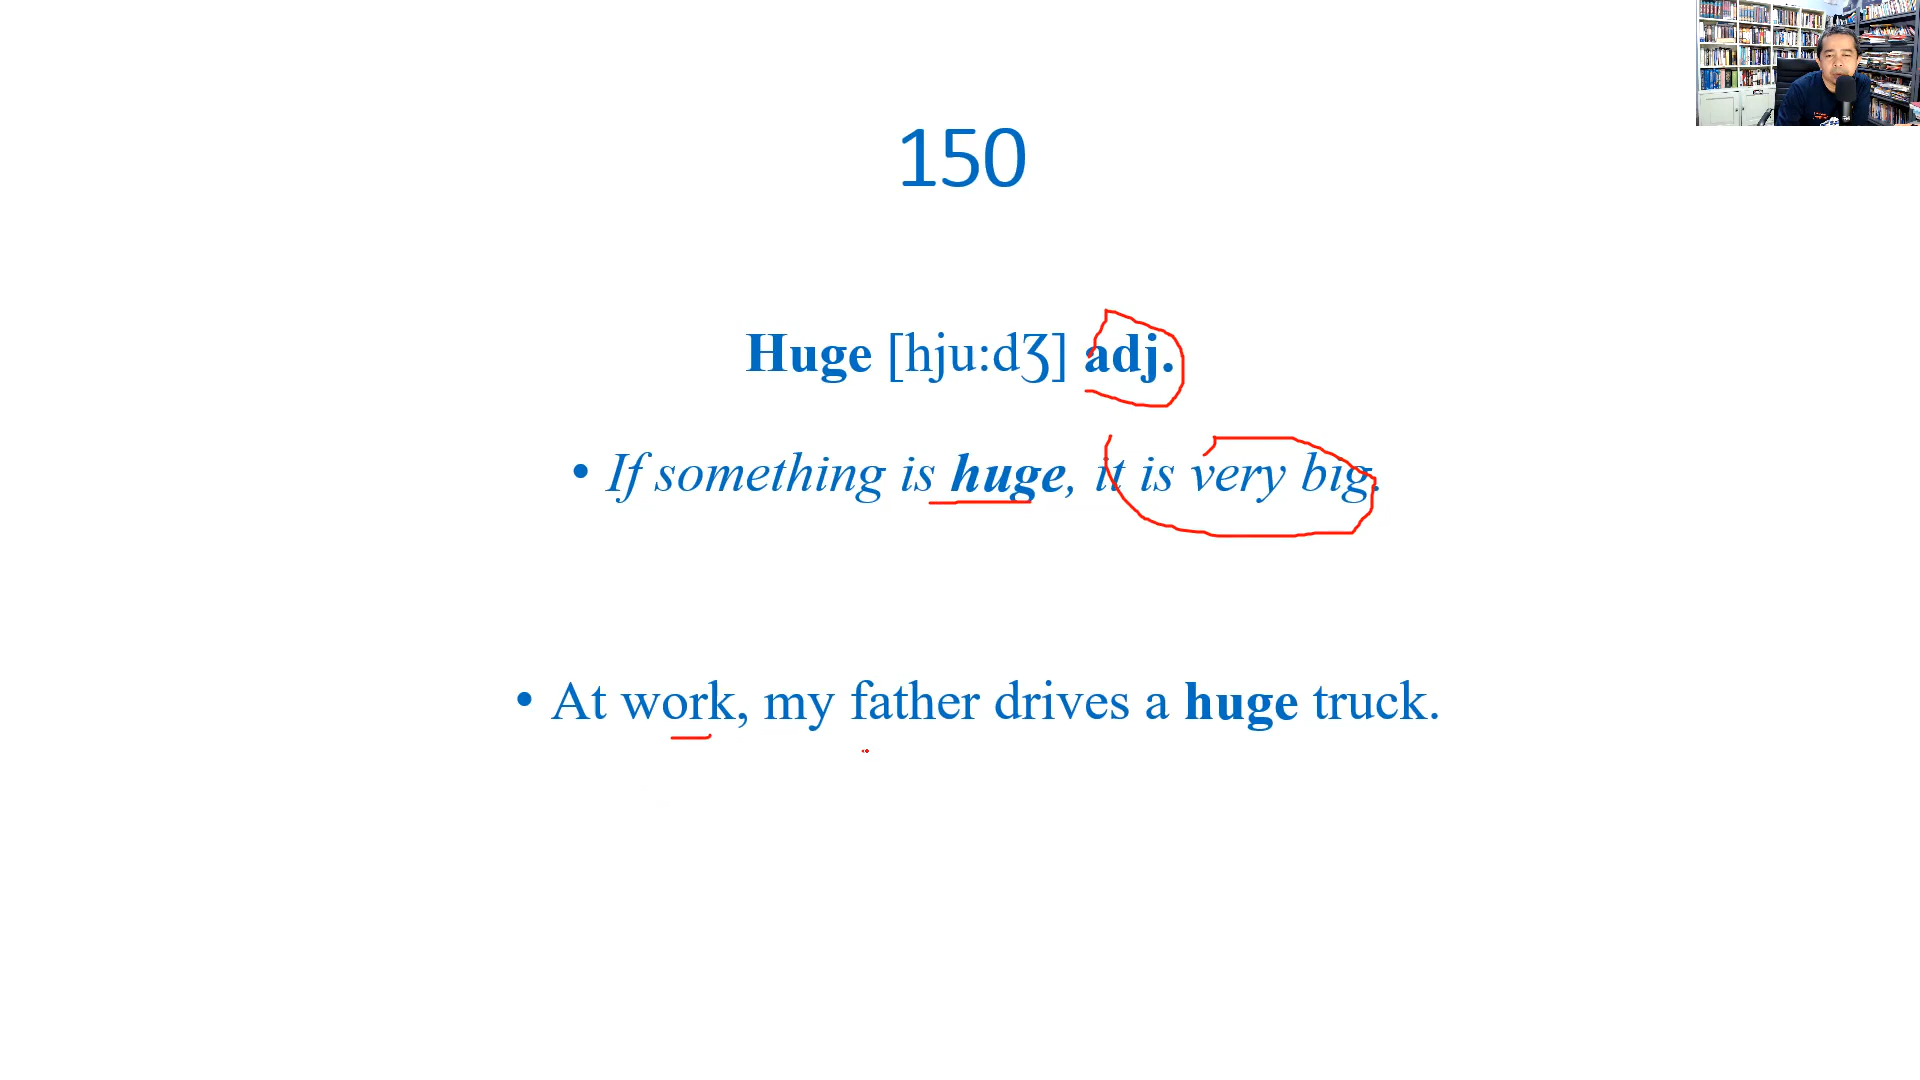 150
Huge [hju:dʒ] adj.
• If something is huge, it is very big.
• At work, my father drives a huge truck.